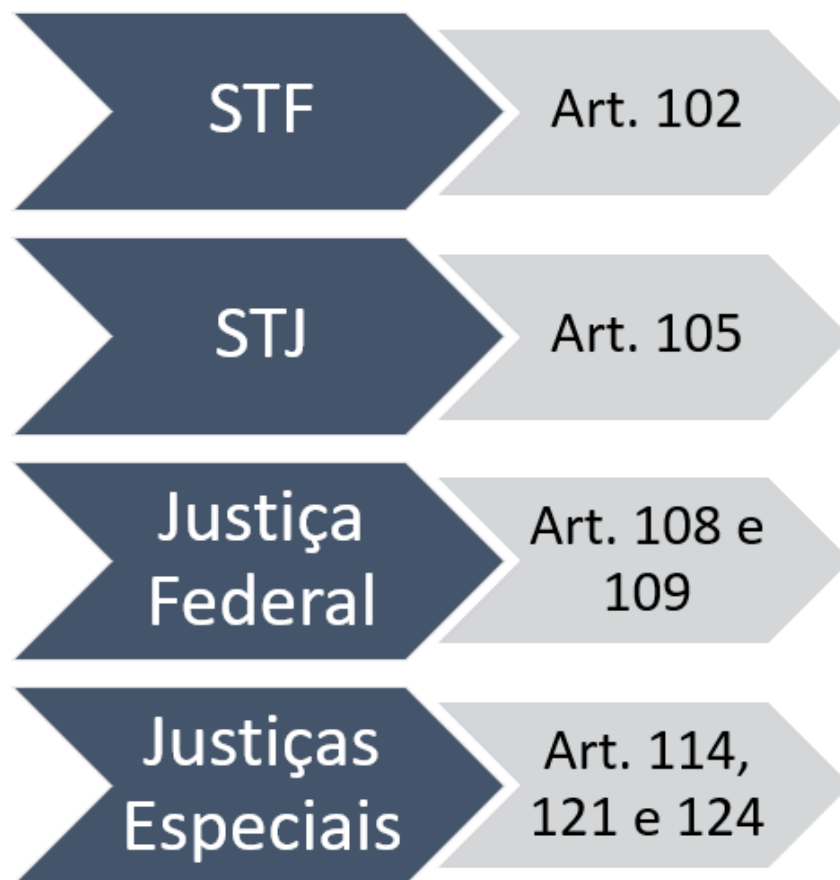 STF
Art. 102
STJ
Art. 105
Justiça
Federal
Art. 108 e
109
Justiças
Especiais
Art. 114,
121 e 124